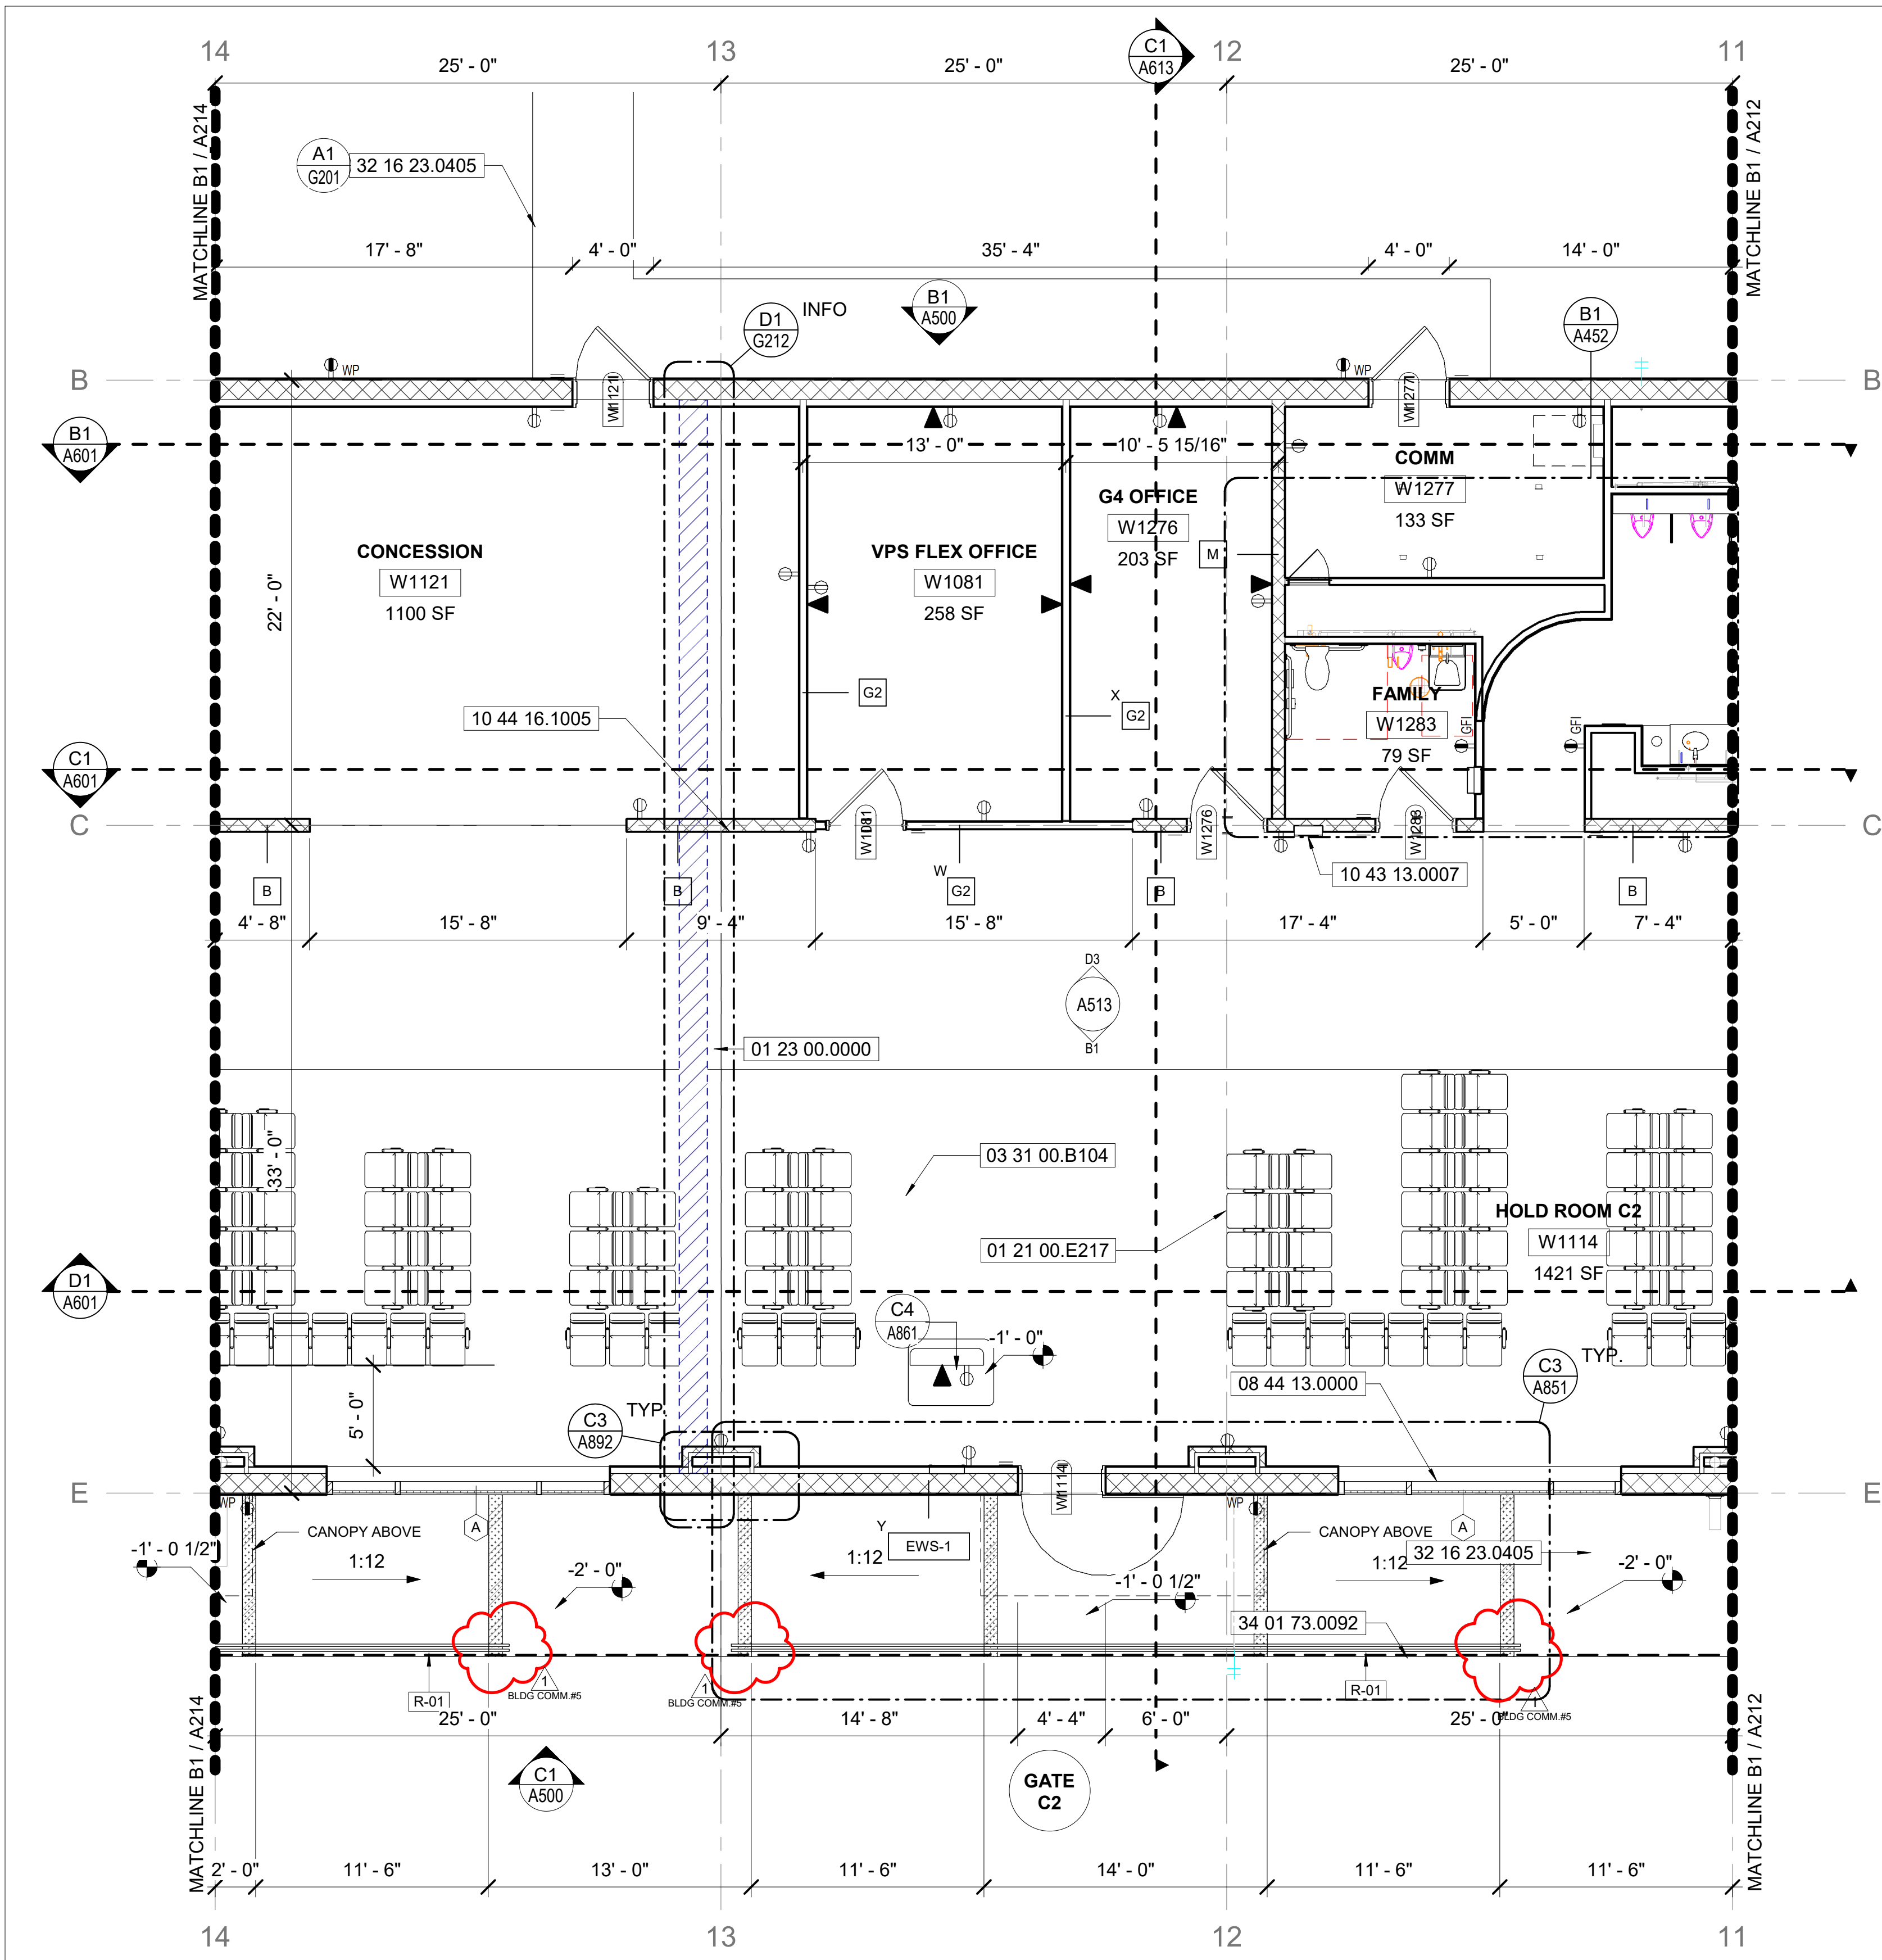 14
13
12
11
C1
A613
25' - 0"
25' - 0"
25' - 0"
MATCHLINE B1 / A214
MATCHLINE B1 / A212
A1
G201
32 16 23.0405
17' - 8"
4' - 0"
35' - 4"
4' - 0"
14' - 0"
D1
G212
INFO
B1
A500
B1
A452
WP
WP
B
B
W1121
W1277
B1
A601
13' - 0"
10' - 5 15/16"
COMM
W1277
133 SF
G4 OFFICE
W1276
203 SF
M
CONCESSION
W1121
1100 SF
VPS FLEX OFFICE
W1081
258 SF
22' - 0"
G2
X
G2
FAMILY
W1283
79 SF
GFI
GFI
10 44 16.1005
C1
A601
C
C
W1081
W1276
W1283
10 43 13.0007
B
B
W
G2
B
B
4' - 8"
15' - 8"
9' - 4"
15' - 8"
17' - 4"
5' - 0"
7' - 4"
D3
A513
B1
01 23 00.0000
33' - 0"
03 31 00.B104
01 21 00.E217
HOLD ROOM C2
W1114
1421 SF
D1
A601
C4
A861
-1' - 0"
C3
A851
TYP.
08 44 13.0000
5' - 0"
C3
A892
TYP.
E
E
W1114
WP
WP
CANOPY ABOVE
A
Y
EWS-1
CANOPY ABOVE
A
32 16 23.0405
-1' - 0 1/2"
1:12
-2' - 0"
1:12
-1' - 0 1/2"
1:12
-2' - 0"
34 01 73.0092
R-01
1
BLDG COMM.#5
1
BLDG COMM.#5
R-01
1
BLDG COMM.#5
25' - 0"
14' - 8"
4' - 4"
6' - 0"
25' - 0"
MATCHLINE B1 / A214
MATCHLINE B1 / A212
C1
A500
GATE
C2
2' - 0"
11' - 6"
13' - 0"
11' - 6"
14' - 0"
11' - 6"
11' - 6"
14
13
12
11